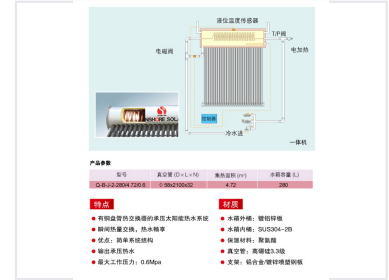 液位温度传感器
T/P阀
电磁阀
电加热
控制器
冷水进
一体机
NSHORE SOL
产品参数
型号 真空管 (D×L×N) 集热面积 (m²) 水箱容量 (L)
Q-B-J-2-280/4.72/0.6 ○58x2100x32 4.72 280
特点
有铜盘管热交换器的承压太阳能热水系统
瞬间热量交换，热水畅享
优点：简单系统结构
输出承压热水
最大工作压力：0.6Mpa
材质
水箱外桶：镀铝锌板
水箱内桶：SUS304-2B
保温材料：聚氨酯
真空管：高硼硅3.3级
支架：铝合金/镀锌喷塑钢板